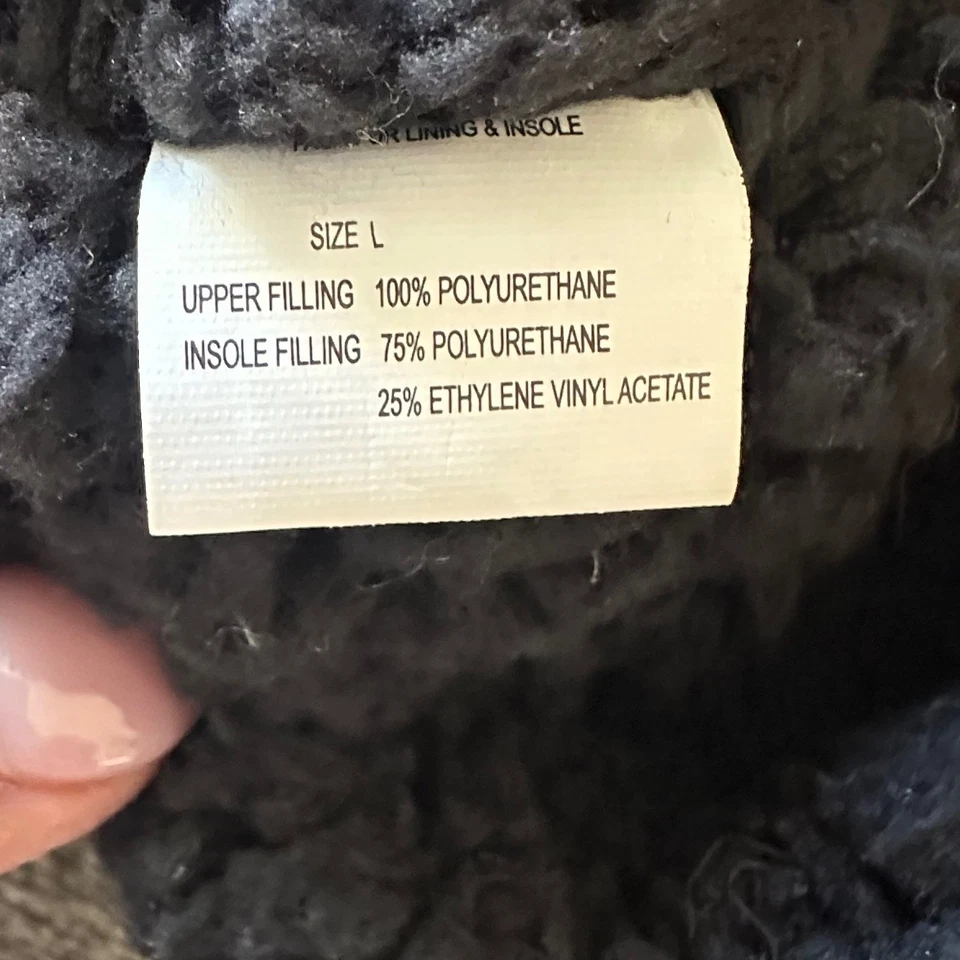 LINING & INSOLE
SIZE L
UPPER FILLING 100% POLYURETHANE
INSOLE FILLING 75% POLYURETHANE
25% ETHYLENE VINYL ACETATE